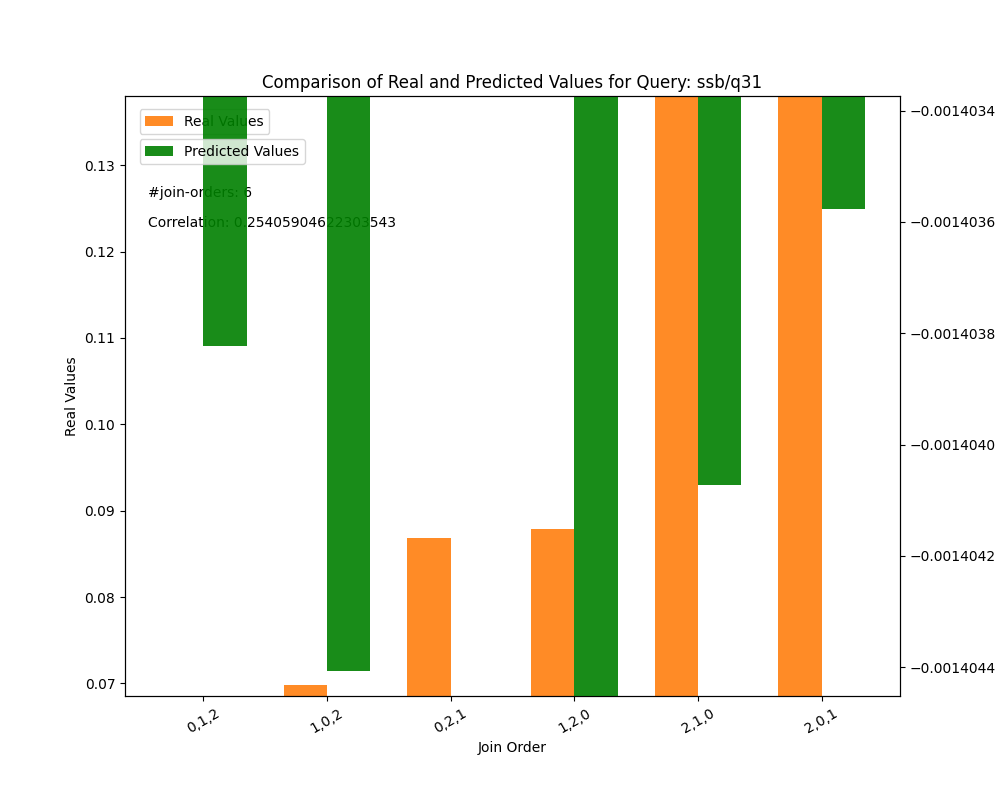 Comparison of Real and Predicted Values for Query: ssb/q31
Real Values
Predicted Values
#join-orders: 6
Correlation: 0.25405904622303543
0.13
0.12
0.11
0.10
0.09
0.08
0.07
Real Values
−0.0014034
−0.0014036
−0.0014038
−0.0014040
−0.0014042
−0.0014044
0,1,2
1,0,2
0,2,1
1,2,0
2,1,0
2,0,1
Join Order